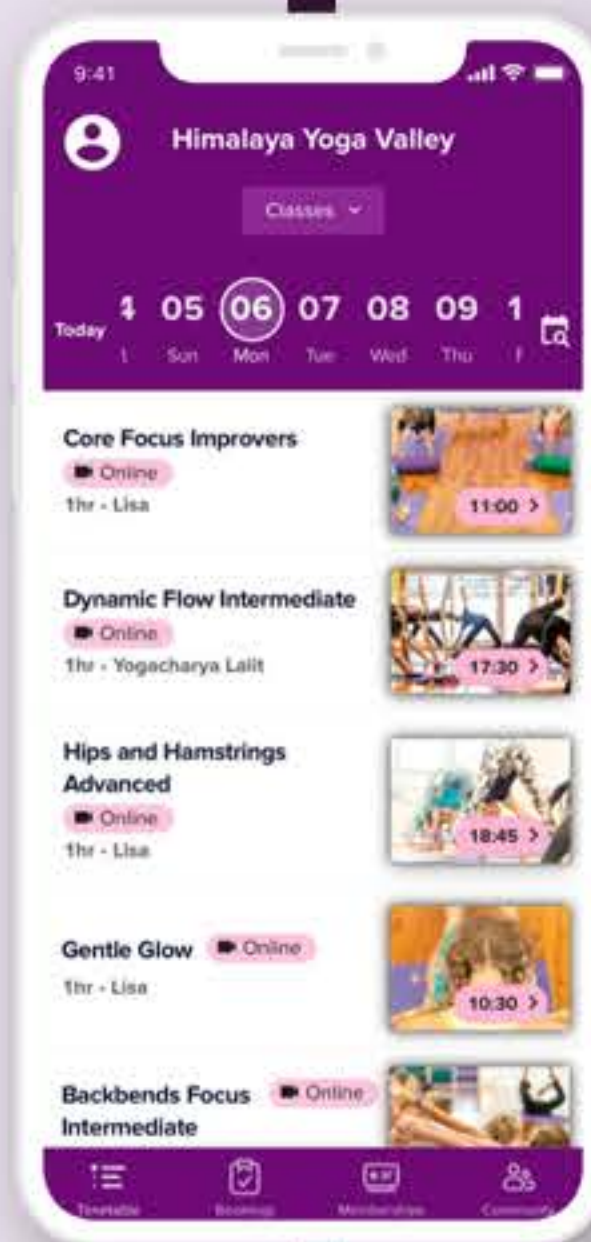 9:41
Himalaya Yoga Valley
Classes
Today 05 06 07 08 09 1
Sun Mon Tue Wed Thu
Core Focus Improvers
Online
1hr - Lisa
11:00 >
Dynamic Flow Intermediate
Online
1hr - Yogacharya Lalit
17:30 >
Hips and Hamstrings
Advanced
Online
1hr - Lisa
18:45 >
Gentle Glow Online
1hr - Lisa
10:30 >
Backbends Focus Online
Intermediate
Timetable Bookings Memberships Community